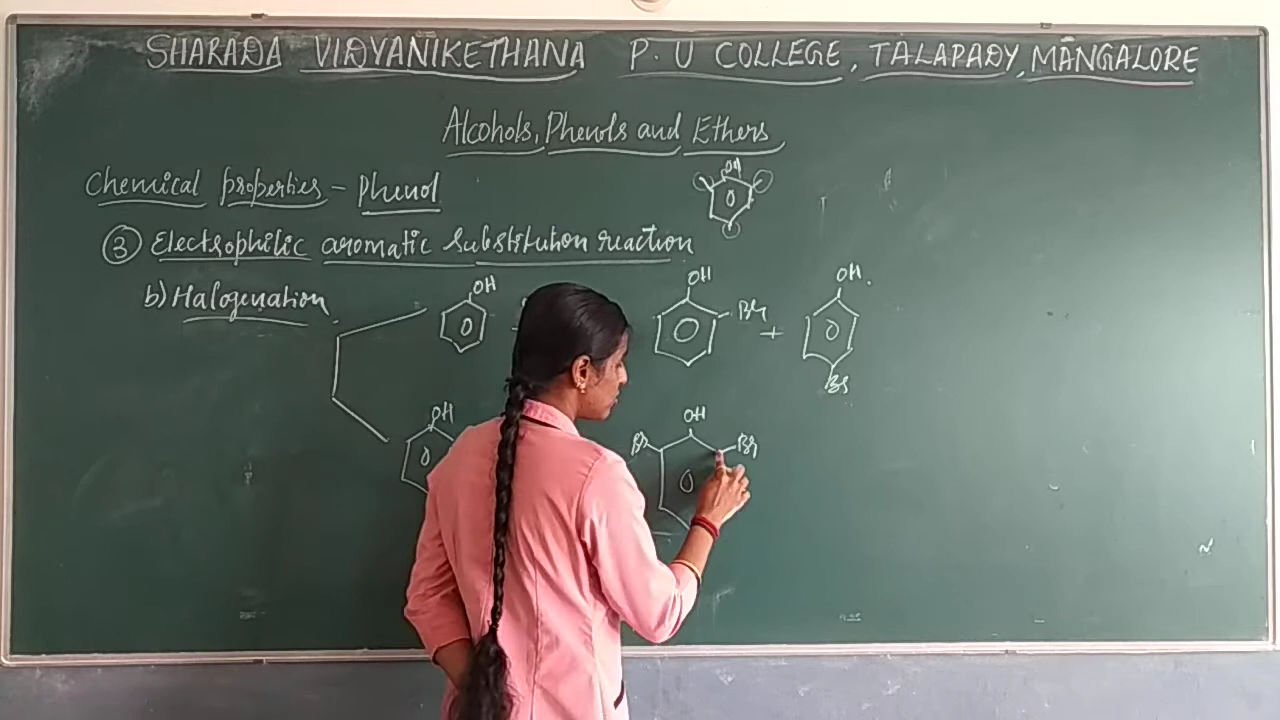 SHARADA VIDYANIKETHANA P.U COLLEGE, TALAPADY, MANGALORE
Alcohols, Phenols and Ethers
Chemical properties - Phenol
OH
③ Electrophilic aromatic substitution reaction
b) Halogenation
OH
OH
Br
+
OH
Br
OH
OH
Br
Br